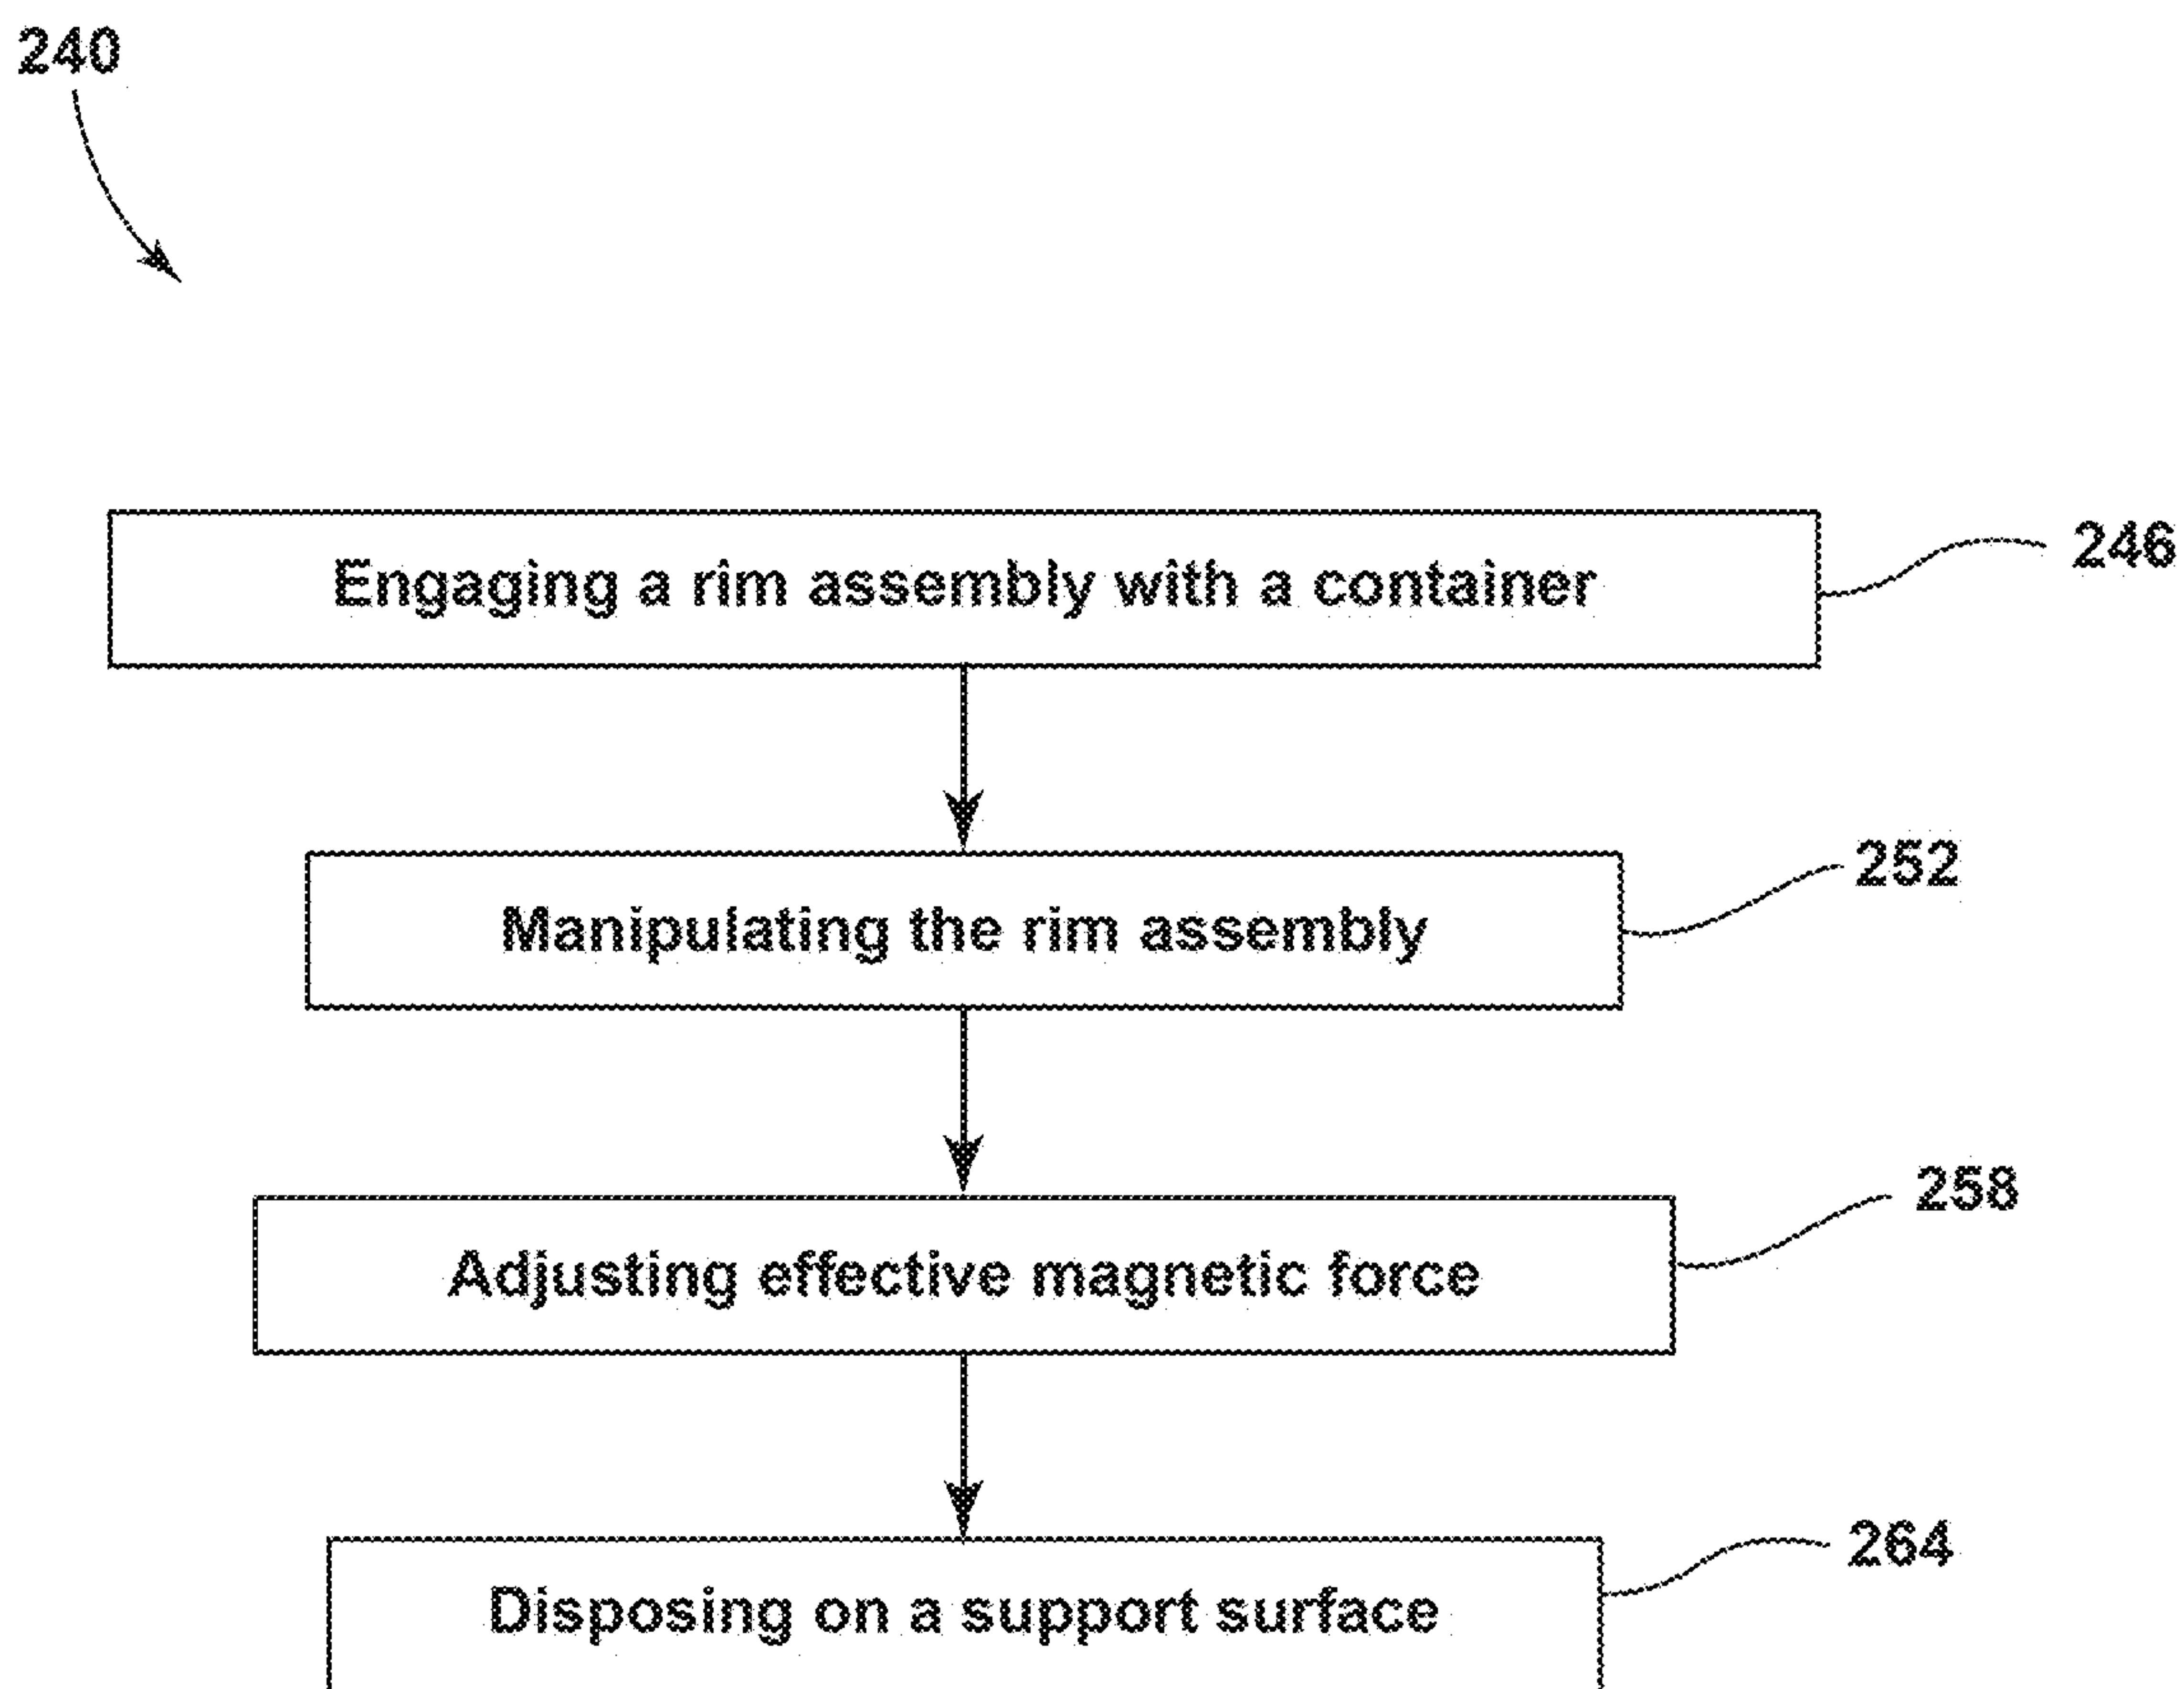 240
Engaging a rim assembly with a container
246
Manipulating the rim assembly
252
Adjusting effective magnetic force
258
Disposing on a support surface
264